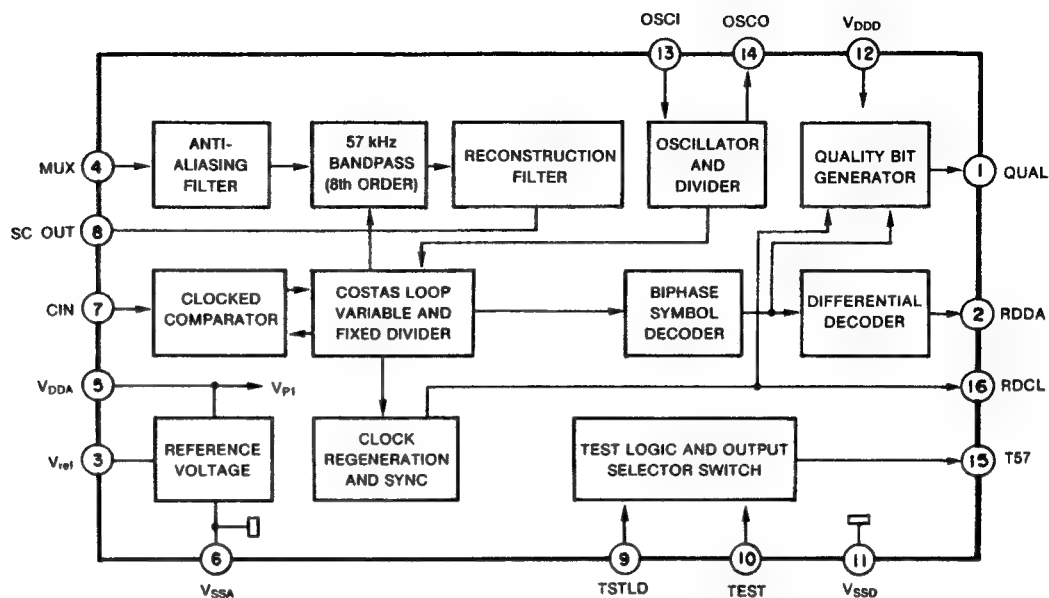 OSCI
OSCO
VDDD
13
14
12
ANTI-
ALIASING
FILTER
57 kHz
BANDPASS
(8th ORDER)
RECONSTRUCTION
FILTER
OSCILLATOR
AND
DIVIDER
QUALITY BIT
GENERATOR
MUX
4
1
QUAL
SC OUT
8
CIN
7
CLOCKED
COMPARATOR
COSTAS LOOP
VARIABLE AND
FIXED DIVIDER
BIPHASE
SYMBOL
DECODER
DIFFERENTIAL
DECODER
2
RDDA
VDDA
5
VP1
16
RDCL
Vref
3
REFERENCE
VOLTAGE
CLOCK
REGENERATION
AND SYNC
TEST LOGIC AND OUTPUT
SELECTOR SWITCH
15
T57
6
9
10
11
VSSA
TSTLD
TEST
VSSD